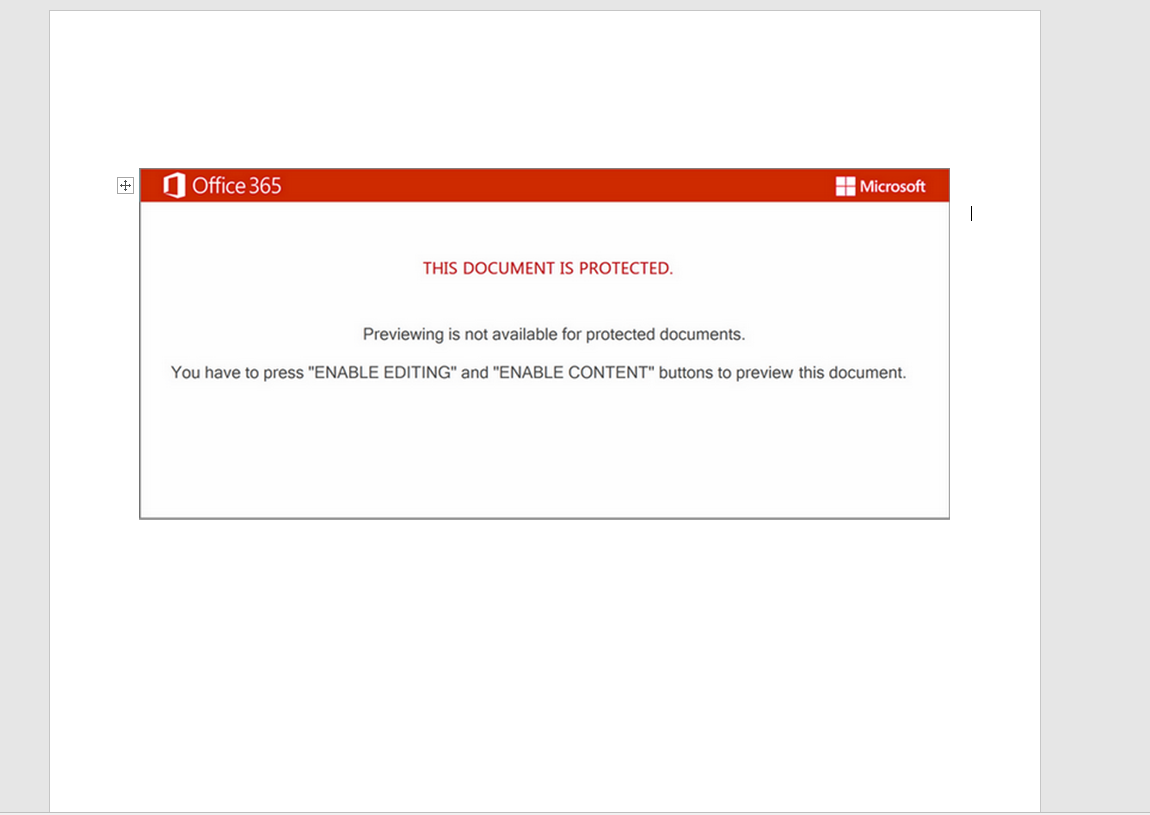 Office 365
Microsoft
THIS DOCUMENT IS PROTECTED.
Previewing is not available for protected documents.
You have to press "ENABLE EDITING" and "ENABLE CONTENT" buttons to preview this document.